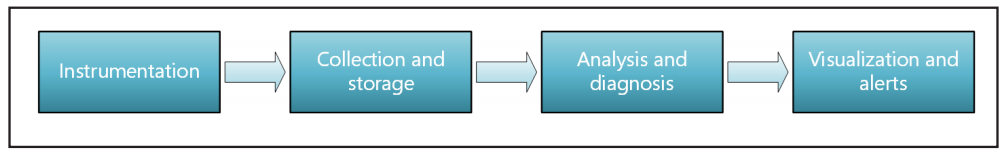 Instrumentation
Collection and
storage
Analysis and
diagnosis
Visualization and
alerts